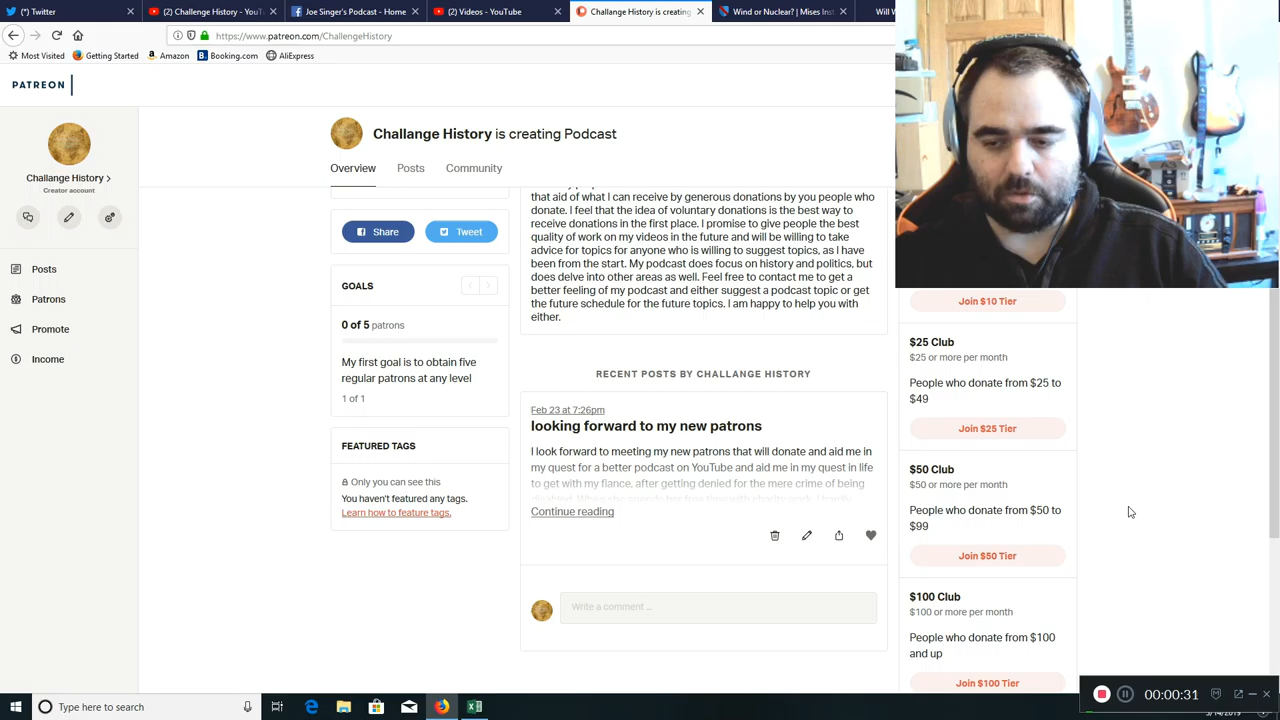 (*) Twitter
(2) Challenge History - YouTu
Joe Singer's Podcast - Home
(2) Videos - YouTube
Challenge History is creating
Wind or Nuclear? | Mises Inst
Will W
https://www.patreon.com/ChallengeHistory
Most Visited
Getting Started
Amazon
Booking.com
AliExpress
PATREON
Challange History
Creator account
Posts
Patrons
Promote
Income
Challange History is creating Podcast
Overview
Posts
Community
Share
Tweet
GOALS
0 of 5 patrons
My first goal is to obtain five
regular patrons at any level
1 of 1
FEATURED TAGS
Only you can see this
You haven't featured any tags.
Learn how to feature tags.
that aid of what I can receive by generous donations by you people who
donate. I feel that the idea of voluntary donations is the best way to
receive donations in the first place. I promise to give people the best
quality of work on my videos in the future and will be willing to take
advice for topics for anyone who is willing to suggest topics, as I have
been from the start. My podcast does focus on history and politics, but
does delve into other areas as well. Feel free to contact me to get a
better feeling of my podcast and either suggest a podcast topic or get
the future schedule for the future topics. I am happy to help you with
either.
RECENT POSTS BY CHALLANGE HISTORY
Feb 23 at 7:26pm
looking forward to my new patrons
I look forward to meeting my new patrons that will donate and aid me in
my quest for a better podcast on YouTube and aid me in my quest in life
to get with my fiance, after getting denied for the mere crime of being
Continue reading
Write a comment ...
Join $10 Tier
$25 Club
$25 or more per month
People who donate from $25 to
$49
Join $25 Tier
$50 Club
$50 or more per month
People who donate from $50 to
$99
Join $50 Tier
$100 Club
$100 or more per month
People who donate from $100
and up
Join $100 Tier
Type here to search
00:00:31